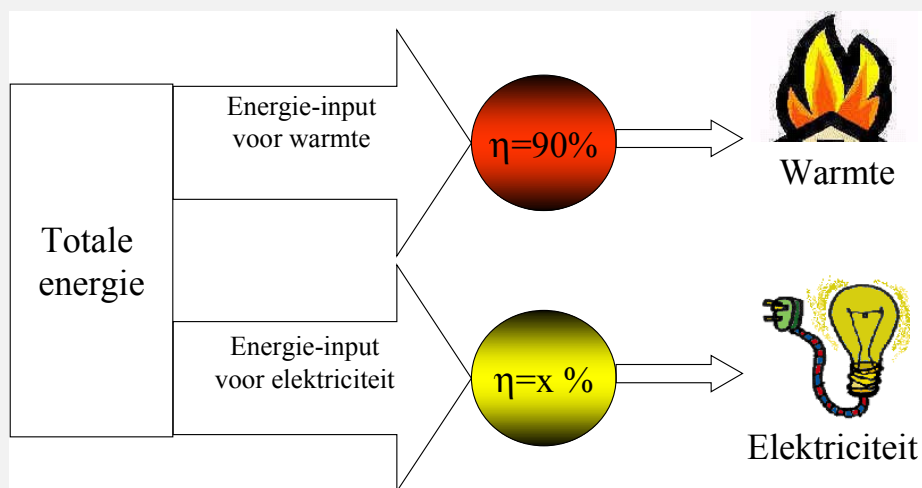 Totale
energie
Energie-input
voor warmte
η=90%
Warmte
Energie-input
voor elektriciteit
η=x %
Elektriciteit